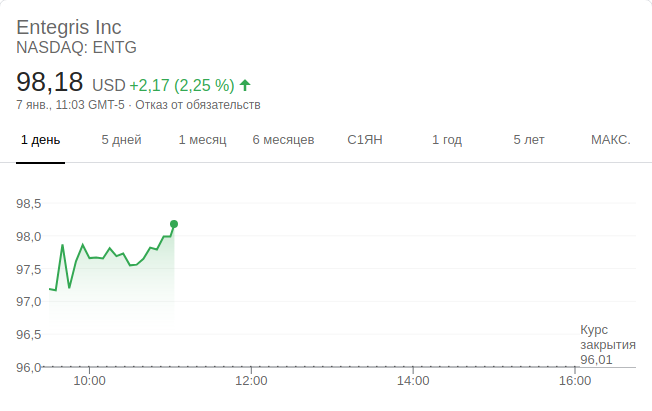 Entegris Inc
NASDAQ: ENTG
98,18 USD +2,17 (2,25 %)
7 янв., 11:03 GMT-5 · Отказ от обязательств
1 день 5 дней 1 месяц 6 месяцев С1ЯН 1 год 5 лет МАКС.
98,5
98,0
97,5
97,0
96,5
Курс
закрытия
96,01
96,0
10:00 12:00 14:00 16:00